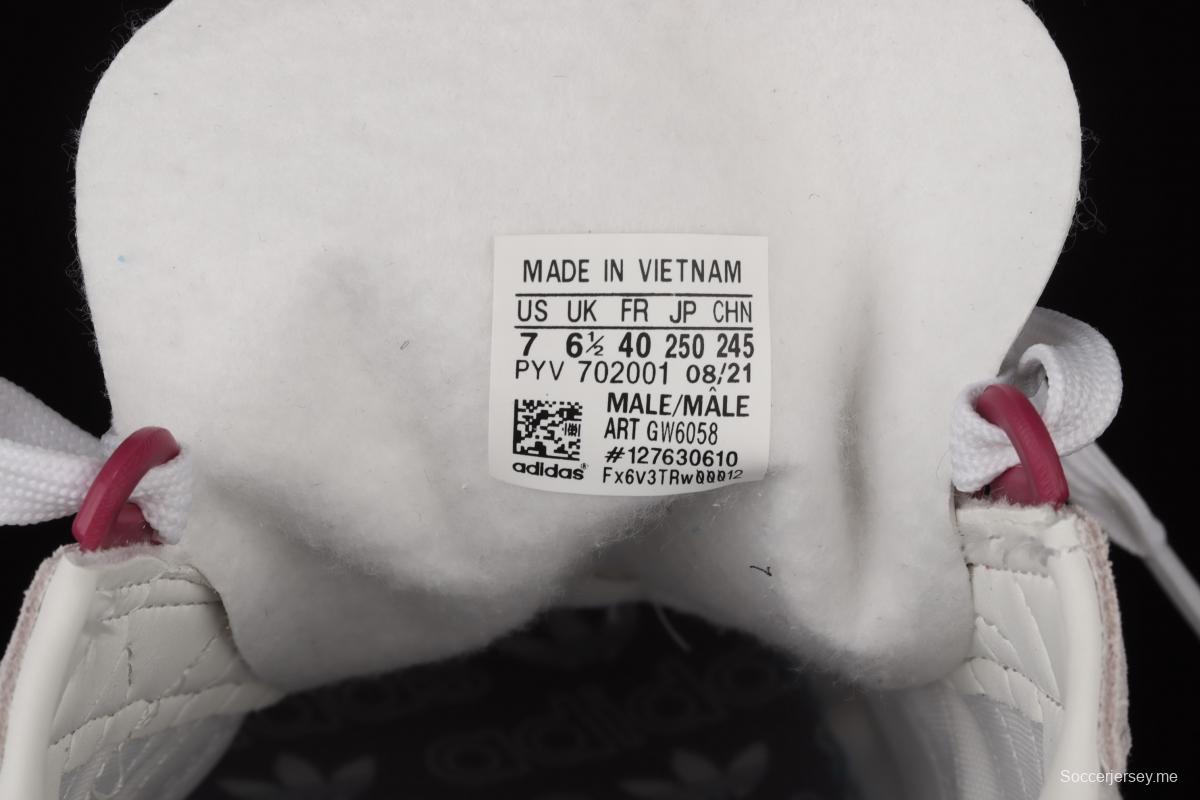 MADE IN VIETNAM
US UK FR JP CHN
7 6½ 40 250 245
PYV 702001 08/21
MALE/MÂLE
ART GW6058
#127630610
adidas®
Fx6v3TRw00012
adidas
Soccerjersey.me